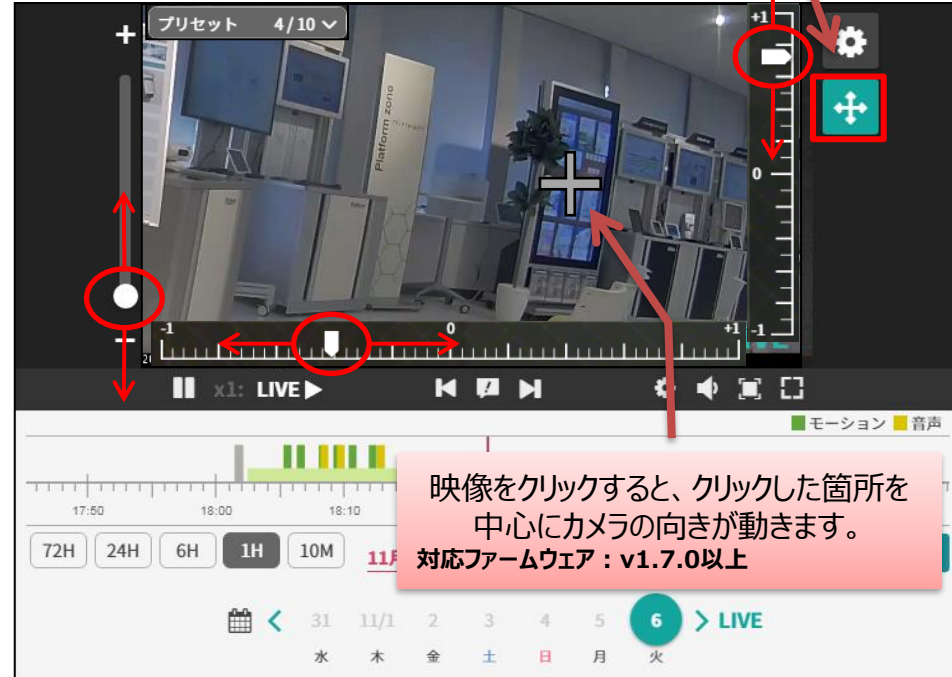 プリセット 4/10
+1
0
-1
-1 0 +1
x1: LIVE
モーション 音声
17:50 18:00 18:10
映像をクリックすると、クリックした箇所を
中心にカメラの向きが動きます。
対応ファームウェア：v1.7.0以上
72H 24H 6H 1H 10M 11月
31 11/1 2 3 4 5 6 LIVE
水 木 金 土 日 月 火
Platform zone